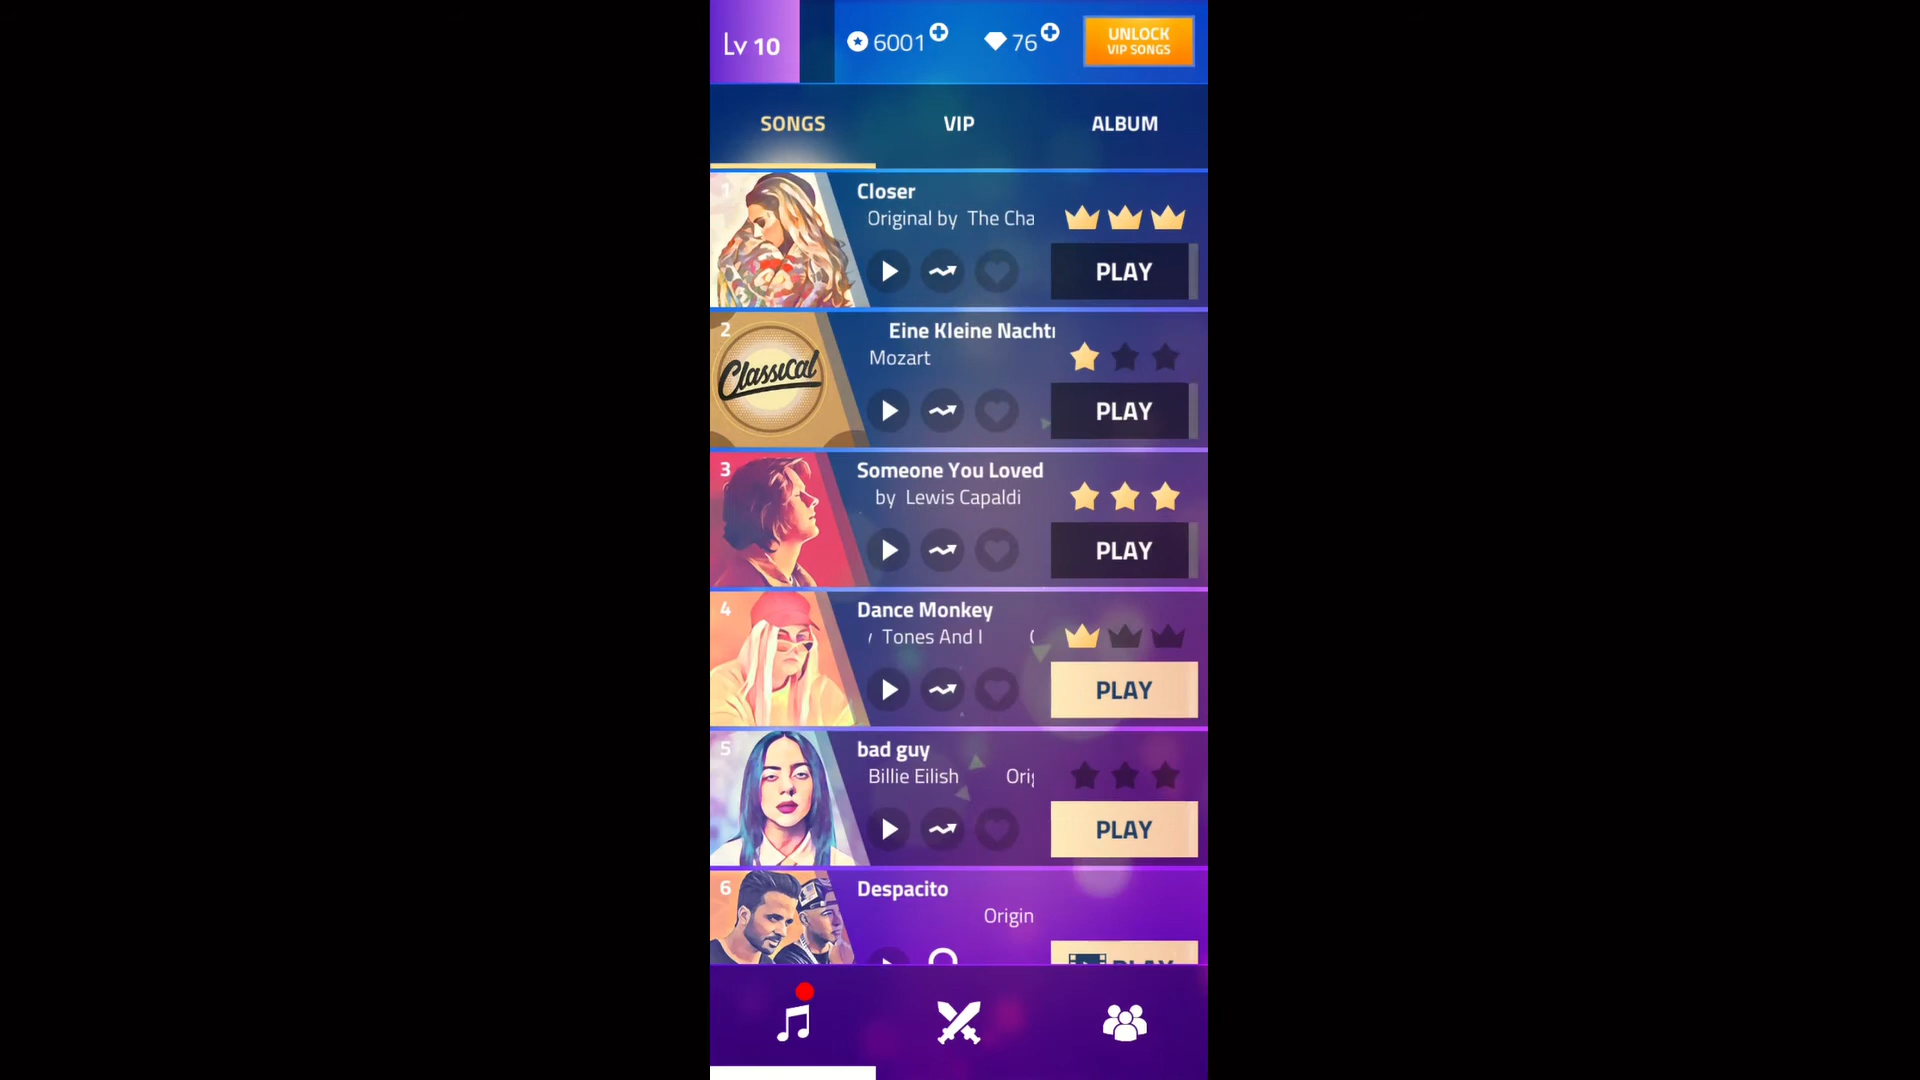 Lv 10
6001
76
UNLOCK
VIP SONGS
SONGS
VIP
ALBUM
1
Closer
Original by The Cha
PLAY
2
Classical
Eine Kleine Nacht
Mozart
PLAY
3
Someone You Loved
by Lewis Capaldi
PLAY
4
Dance Monkey
Tones And I
PLAY
5
bad guy
Billie Eilish Orig
PLAY
6
Despacito
Origin
PLAY